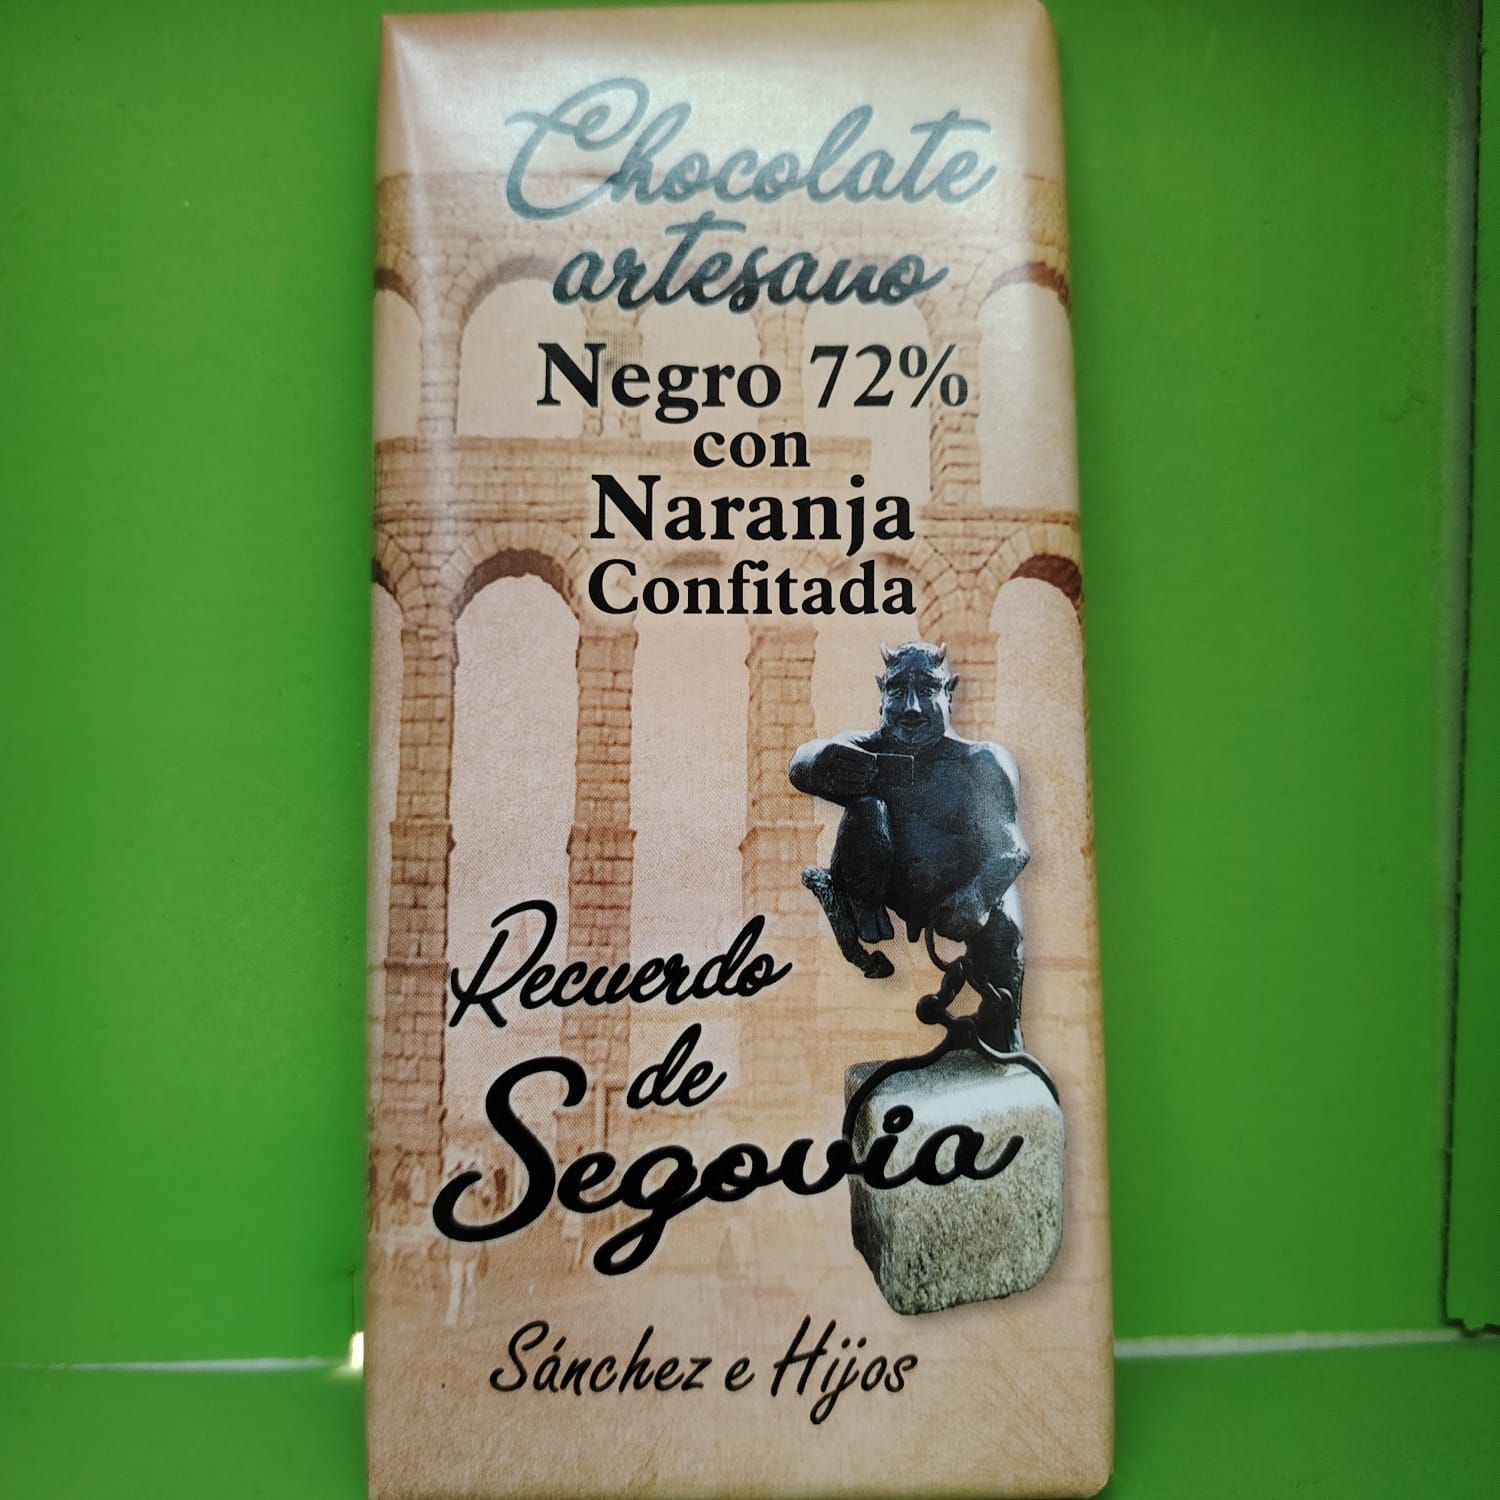 Chocolate
artesano
Negro 72%
con
Naranja
Confitada
Recuerdo
de
Segovia
Sánchez e Hijos